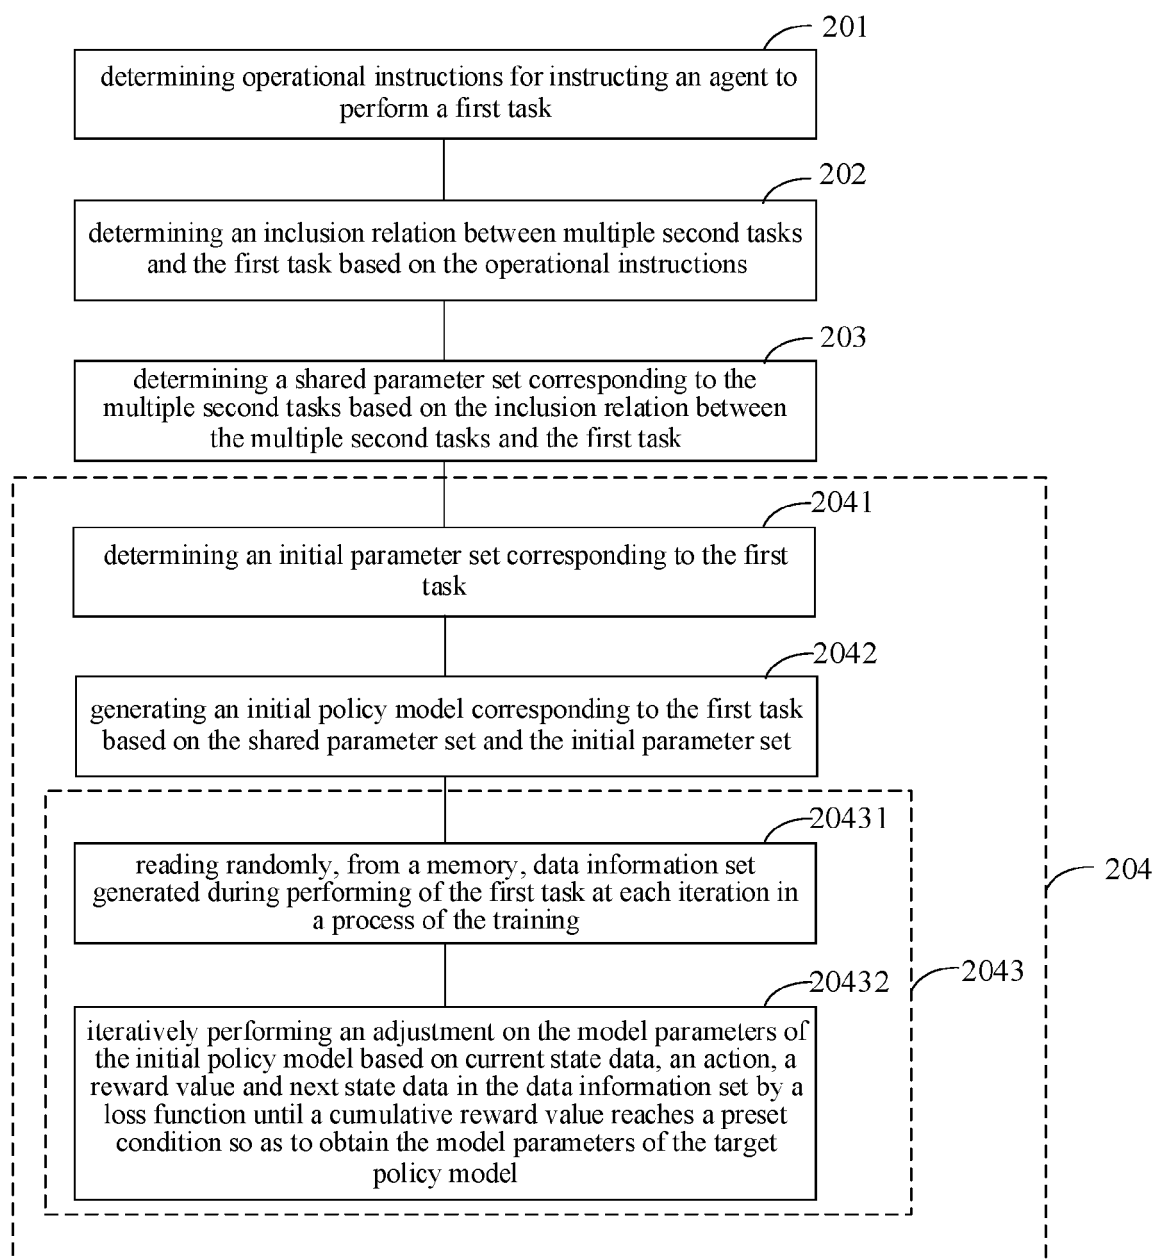 201
determining operational instructions for instructing an agent to
perform a first task
202
determining an inclusion relation between multiple second tasks
and the first task based on the operational instructions
203
determining a shared parameter set corresponding to the
multiple second tasks based on the inclusion relation between
the multiple second tasks and the first task
2041
determining an initial parameter set corresponding to the first
task
2042
generating an initial policy model corresponding to the first task
based on the shared parameter set and the initial parameter set
20431
reading randomly, from a memory, data information set
generated during performing of the first task at each iteration in
a process of the training
204
2043
20432
iteratively performing an adjustment on the model parameters of
the initial policy model based on current state data, an action, a
reward value and next state data in the data information set by a
loss function until a cumulative reward value reaches a preset
condition so as to obtain the model parameters of the target
policy model